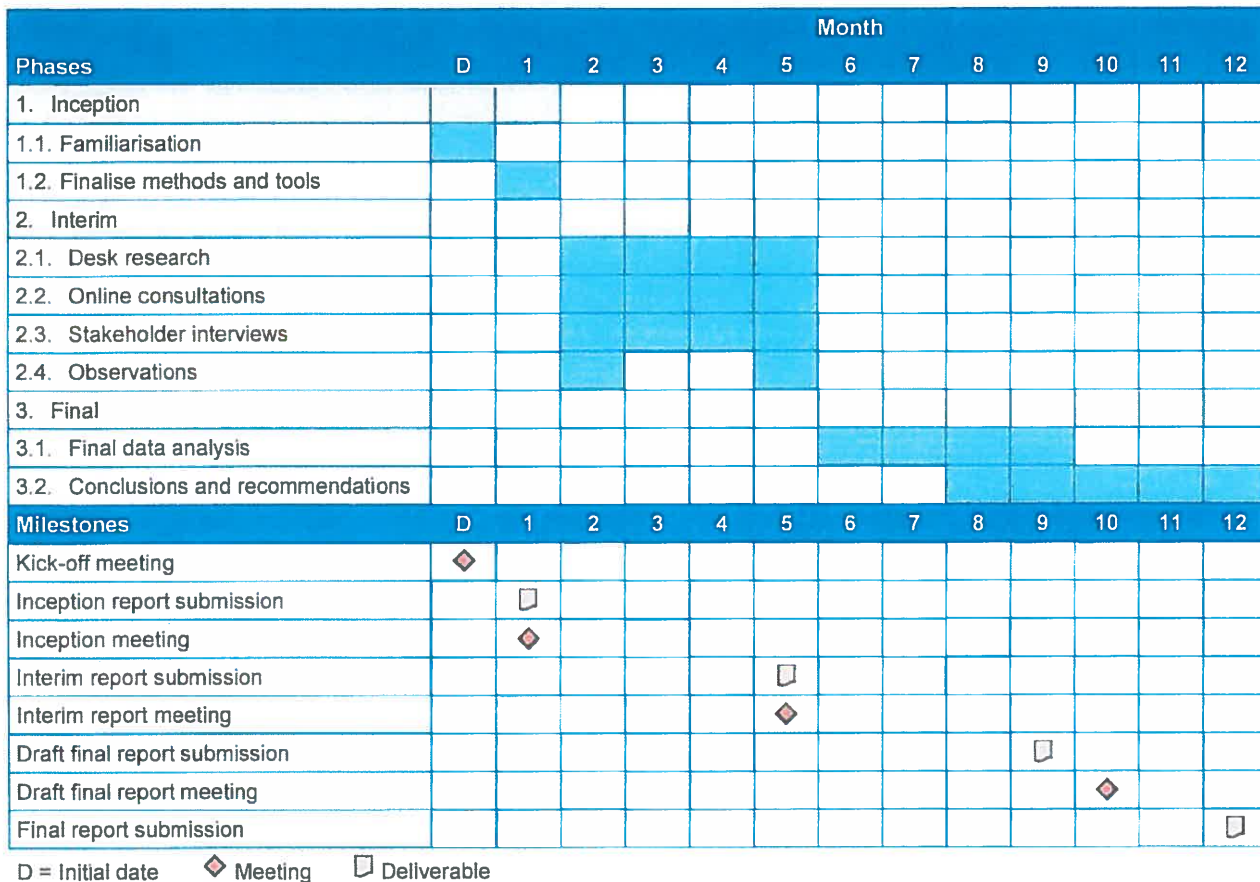 Month
Phases D 1 2 3 4 5 6 7 8 9 10 11 12
1. Inception
1.1. Familiarisation
1.2. Finalise methods and tools
2. Interim
2.1. Desk research
2.2. Online consultations
2.3. Stakeholder interviews
2.4. Observations
3. Final
3.1. Final data analysis
3.2. Conclusions and recommendations
Milestones D 1 2 3 4 5 6 7 8 9 10 11 12
Kick-off meeting
Inception report submission
Inception meeting
Interim report submission
Interim report meeting
Draft final report submission
Draft final report meeting
Final report submission
D = Initial date Meeting Deliverable